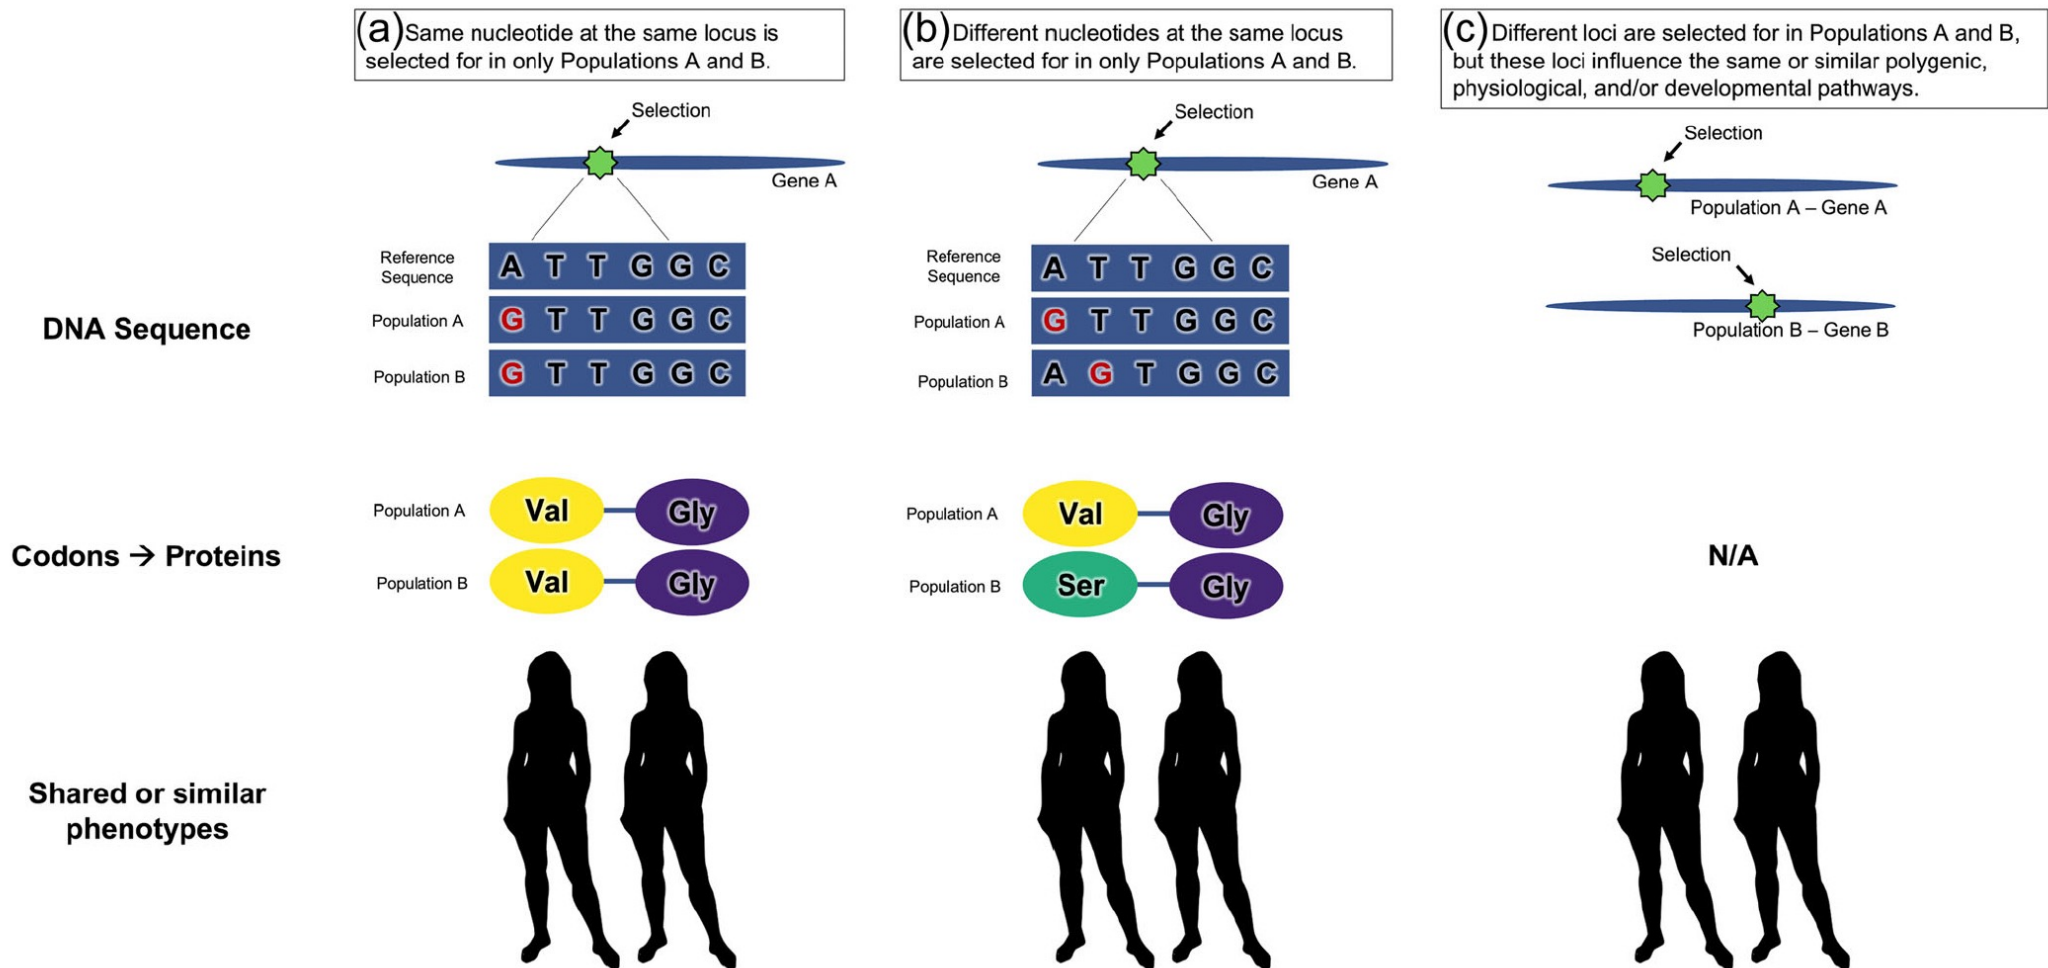 (a) Same nucleotide at the same locus is
selected for in only Populations A and B.
Selection
Gene A
Reference
Sequence
A T T G G C
Population A
G T T G G C
Population B
G T T G G C
Population A
Val
Gly
Population B
Val
Gly
(b) Different nucleotides at the same locus
are selected for in only Populations A and B.
Selection
Gene A
Reference
Sequence
A T T G G C
Population A
G T T G G C
Population B
A G T G G C
Population A
Val
Gly
Population B
Ser
Gly
(c) Different loci are selected for in Populations A and B,
but these loci influence the same or similar polygenic,
physiological, and/or developmental pathways.
Selection
Population A – Gene A
Selection
Population B – Gene B
N/A
DNA Sequence
Codons → Proteins
Shared or similar
phenotypes